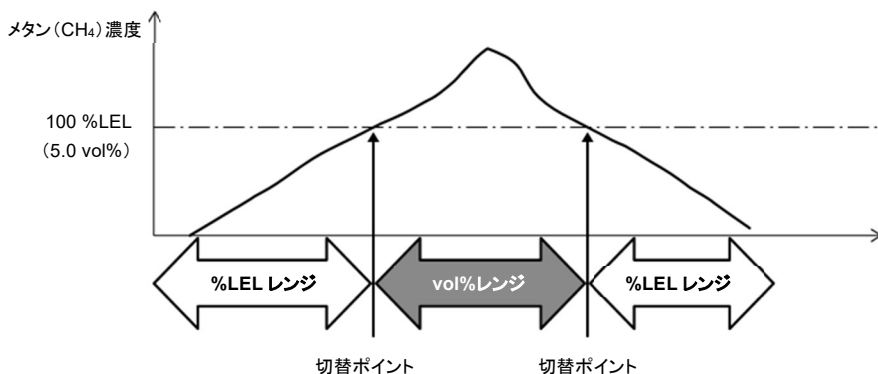 メタン(CH₄)濃度
100 %LEL
(5.0 vol%)
%LEL レンジ
vol%レンジ
%LEL レンジ
切替ポイント
切替ポイント